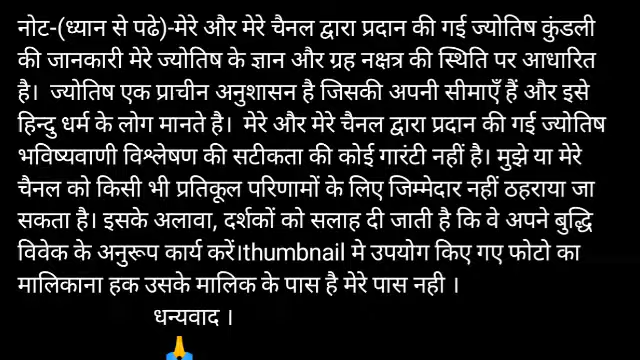 नोट-(ध्यान से पढे)-मेरे और मेरे चैनल द्वारा प्रदान की गई ज्योतिष कुंडली
की जानकारी मेरे ज्योतिष के ज्ञान और ग्रह नक्षत्र की स्थिति पर आधारित
है। ज्योतिष एक प्राचीन अनुशासन है जिसकी अपनी सीमाएँ हैं और इसे
हिन्दु धर्म के लोग मानते है। मेरे और मेरे चैनल द्वारा प्रदान की गई ज्योतिष
भविष्यवाणी विश्लेषण की सटीकता की कोई गारंटी नहीं है। मुझे या मेरे
चैनल को किसी भी प्रतिकूल परिणामों के लिए जिम्मेदार नहीं ठहराया जा
सकता है। इसके अलावा, दर्शकों को सलाह दी जाती है कि वे अपने बुद्धि
विवेक के अनुरूप कार्य करें।thumbnail मे उपयोग किए गए फोटो का
मालिकाना हक उसके मालिक के पास है मेरे पास नही ।
धन्यवाद ।